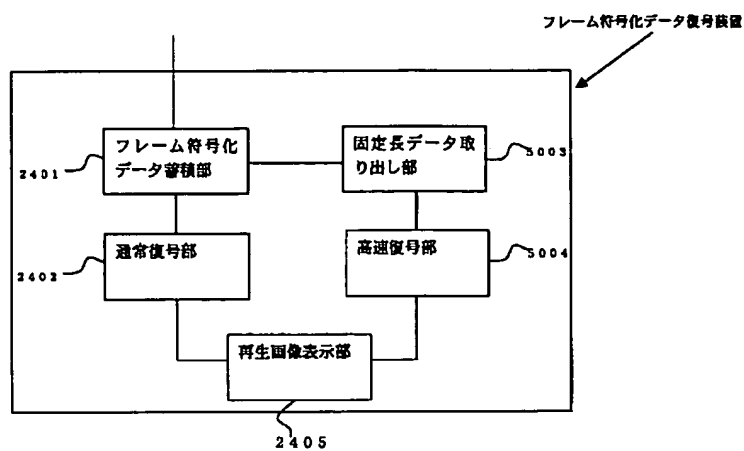 フレーム符号化データ復号装置
フレーム符号化
データ蓄積部
2401
固定長データ取
り出し部
5003
通常復号部
2402
高速復号部
5004
再生画像表示部
2405